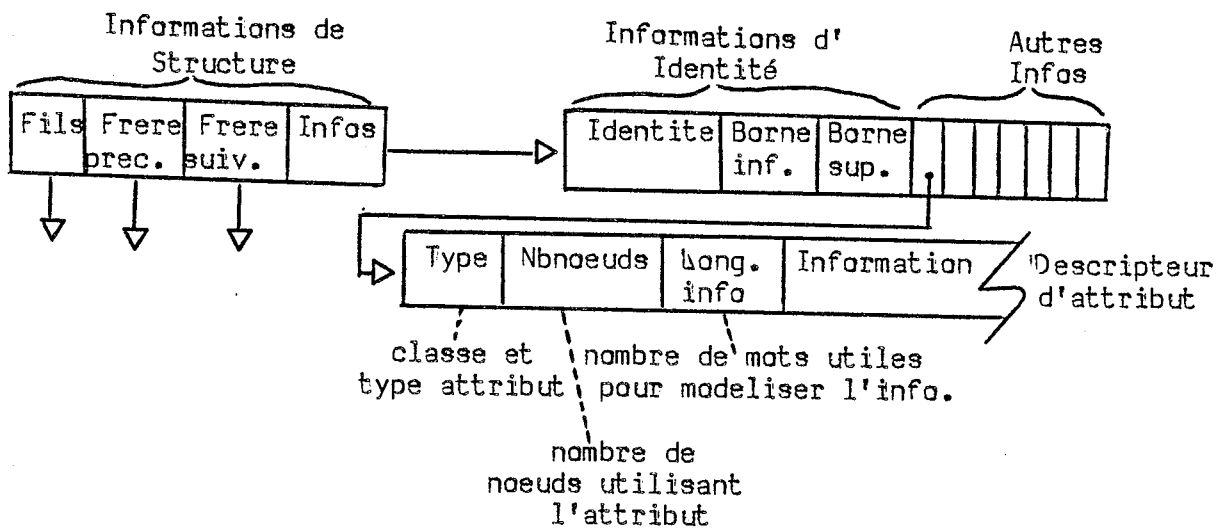 Informations de
Structure
Informations d'
Identité
Autres
Infos
Fils
Frere
prec.
Frere
suiv.
Infos
Identite
Borne
inf.
Borne
sup.
Type
Nbnoeuds
Long.
info
Information
Descripteur
d'attribut
classe et
type attribut
nombre de mots utiles
pour modeliser l'info.
nombre de
noeuds utilisant
l'attribut